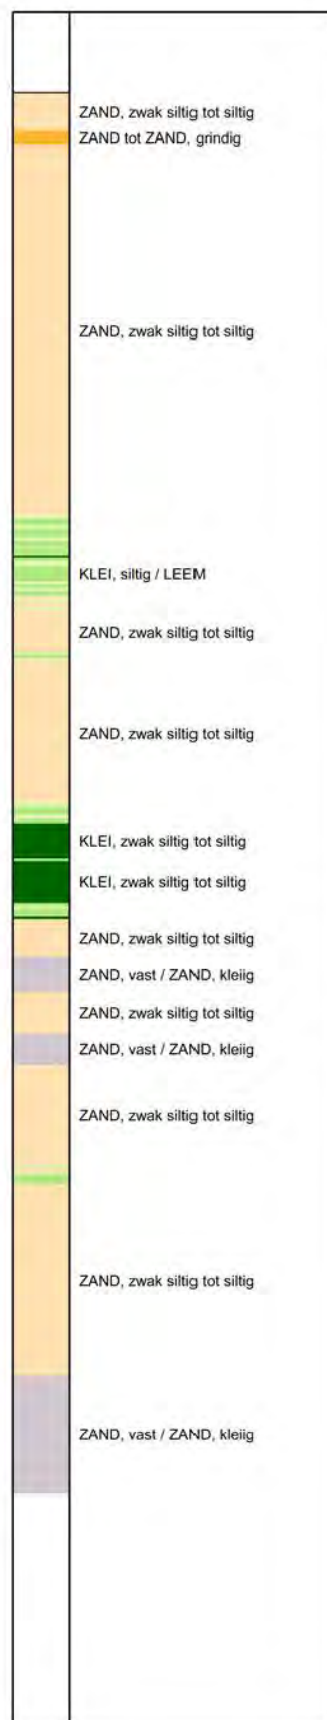 ZAND, zwak siltig tot siltig
ZAND tot ZAND, grindig
ZAND, zwak siltig tot siltig
KLEI, siltig / LEEM
ZAND, zwak siltig tot siltig
ZAND, zwak siltig tot siltig
KLEI, zwak siltig tot siltig
KLEI, zwak siltig tot siltig
ZAND, zwak siltig tot siltig
ZAND, vast / ZAND, kleiig
ZAND, zwak siltig tot siltig
ZAND, vast / ZAND, kleiig
ZAND, zwak siltig tot siltig
ZAND, zwak siltig tot siltig
ZAND, vast / ZAND, kleiig